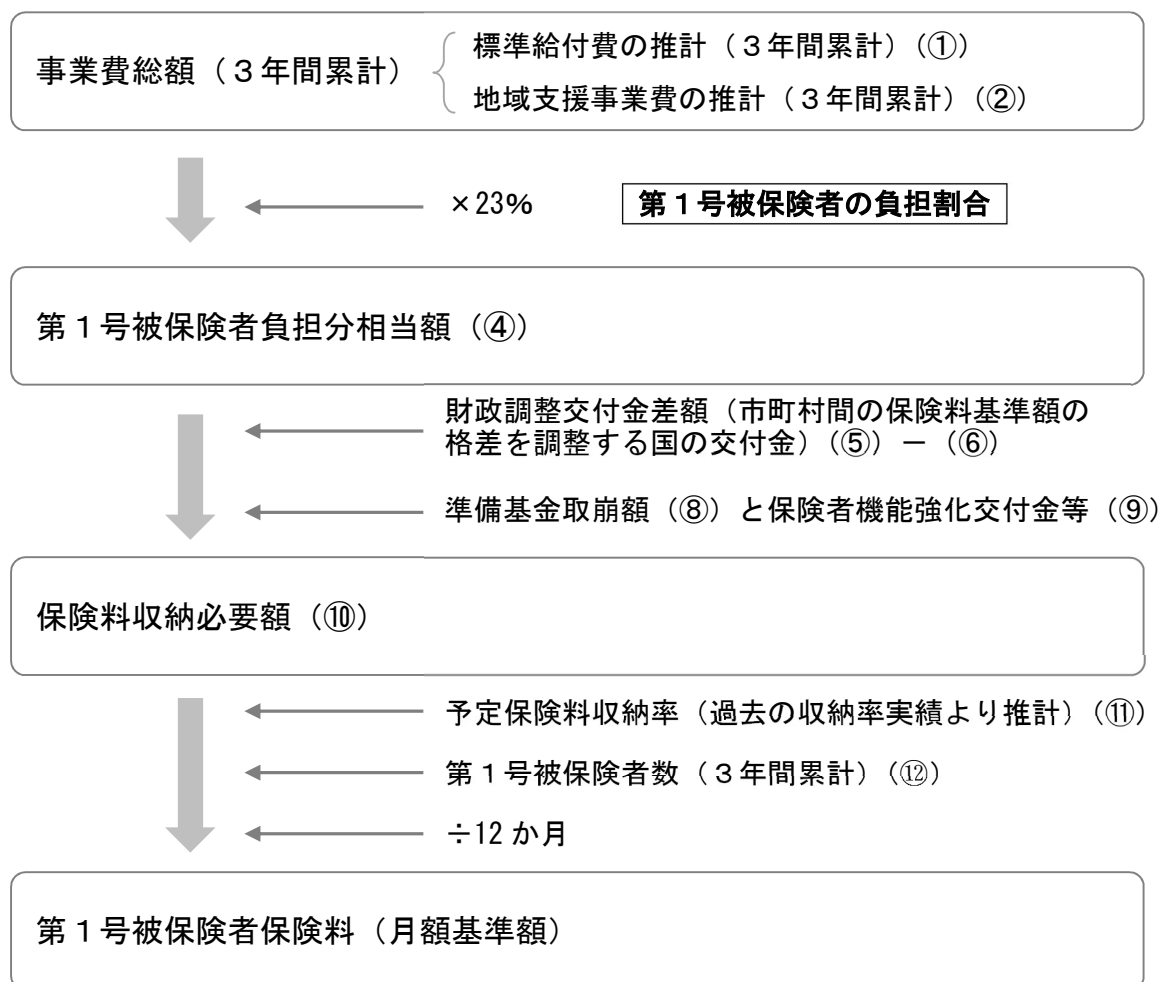 事業費総額（３年間累計）
標準給付費の推計（３年間累計）（①）
地域支援事業費の推計（３年間累計）（②）
×23％
第１号被保険者の負担割合
第１号被保険者負担分相当額（④）
財政調整交付金差額（市町村間の保険料基準額の
格差を調整する国の交付金）（⑤）－（⑥）
準備基金取崩額（⑧）と保険者機能強化交付金等（⑨）
保険料収納必要額（⑩）
予定保険料収納率（過去の収納率実績より推計）（⑪）
第１号被保険者数（３年間累計）（⑫）
÷12 か月
第１号被保険者保険料（月額基準額）